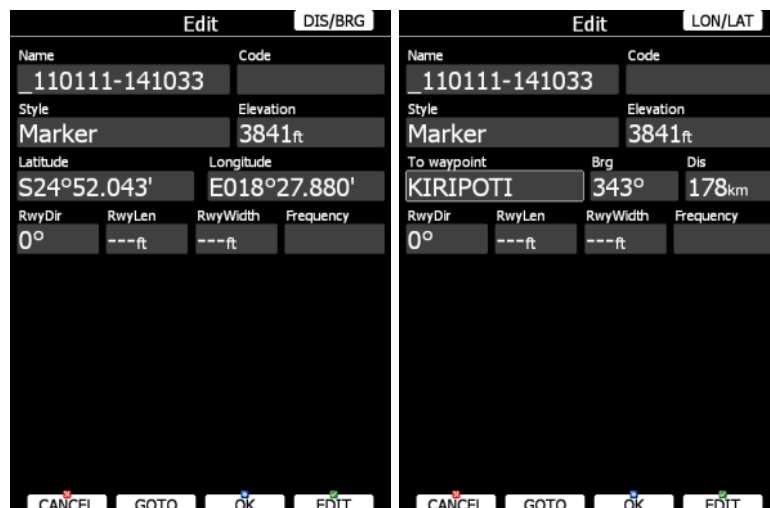 Edit DIS/BRG
Name Code
_110111-141033
Style Elevation
Marker 3841ft
Latitude Longitude
S24°52.043' E018°27.880'
RwyDir RwyLen RwyWidth Frequency
0° ---ft ---ft
CANCEL GOTO OK EDIT
Edit LON/LAT
Name Code
_110111-141033
Style Elevation
Marker 3841ft
To waypoint Brg Dis
KIRIPOTI 343° 178km
RwyDir RwyLen RwyWidth Frequency
0° ---ft ---ft
CANCEL GOTO OK EDIT